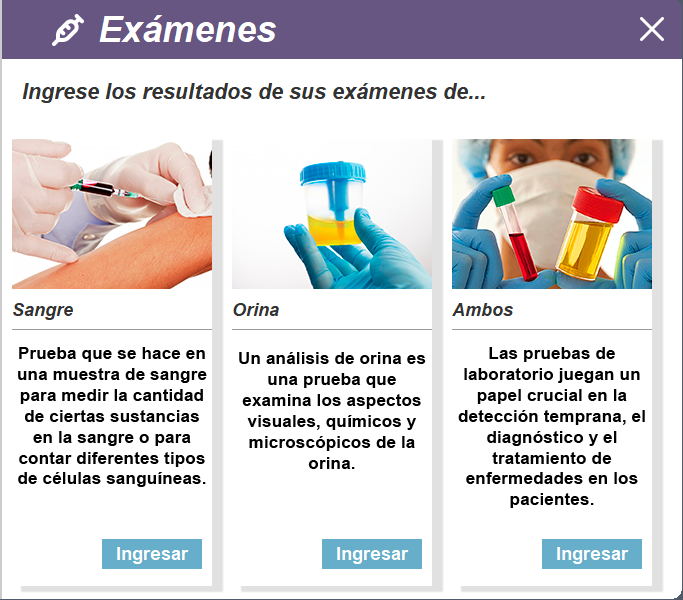 Exámenes
Ingrese los resultados de sus exámenes de...
Sangre
Prueba que se hace en
una muestra de sangre
para medir la cantidad
de ciertas sustancias
en la sangre o para
contar diferentes tipos
de células sanguíneas.
Ingresar
Orina
Un análisis de orina es
una prueba que
examina los aspectos
visuales, químicos y
microscópicos de la
orina.
Ingresar
Ambos
Las pruebas de
laboratorio juegan un
papel crucial en la
detección temprana, el
diagnóstico y el
tratamiento de
enfermedades en los
pacientes.
Ingresar